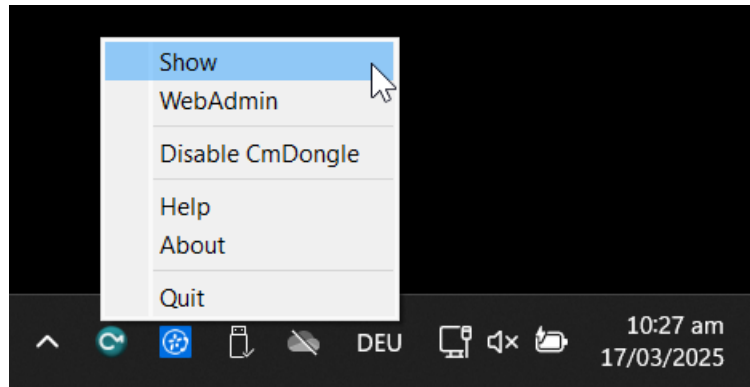 Show
WebAdmin
Disable CmDongle
Help
About
Quit
DEU
10:27 am
17/03/2025